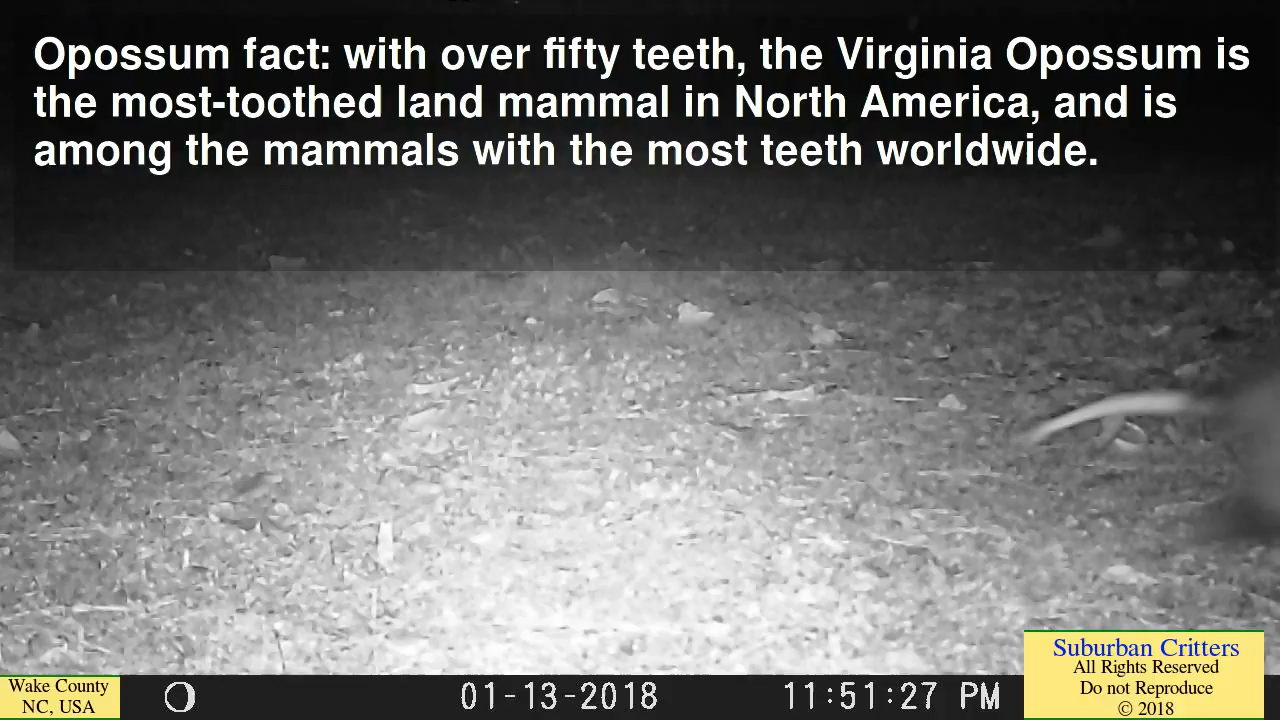 Opossum fact: with over fifty teeth, the Virginia Opossum is
the most-toothed land mammal in North America, and is
among the mammals with the most teeth worldwide.
Suburban Critters
All Rights Reserved
Do not Reproduce
© 2018
Wake County
NC, USA
01-13-2018
11:51:27 PM